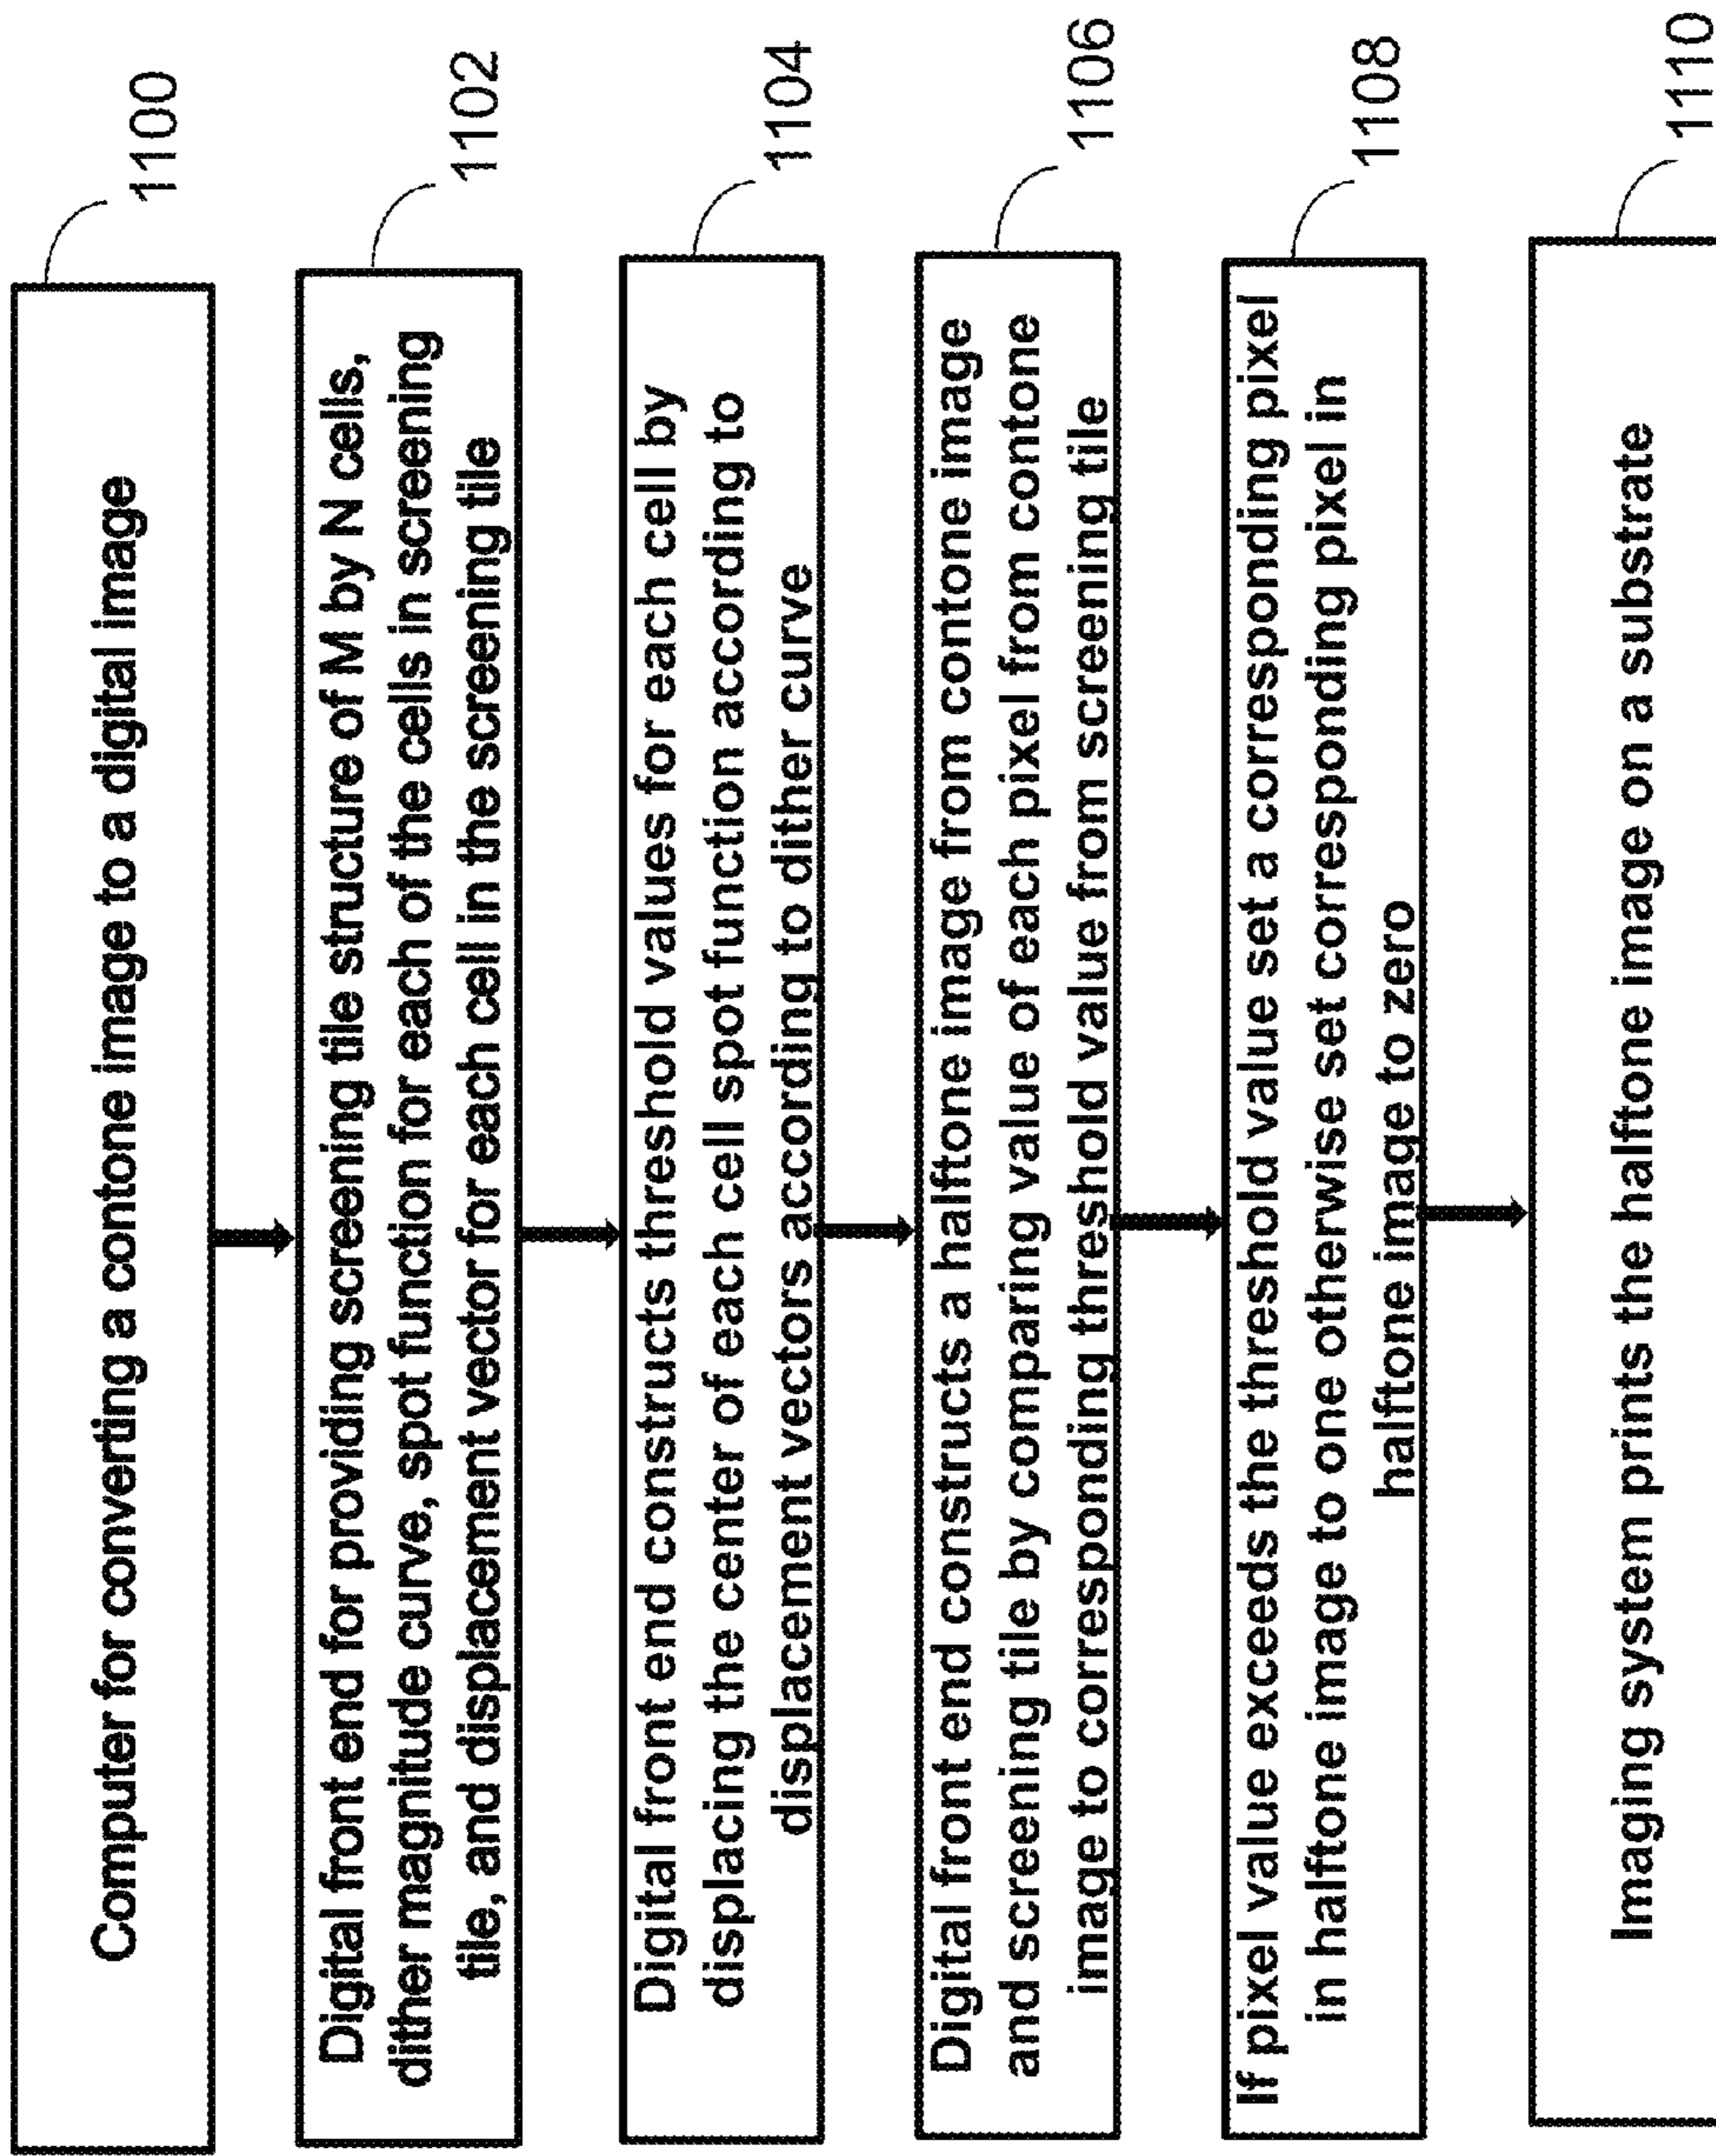 Computer for converting a contone image to a digital image
1100
Digital front end for providing screening tile structure of M by N cells,
dither magnitude curve, spot function for each of the cells in screening
tile, and displacement vector for each cell in the screening tile
1102
Digital front end constructs threshold values for each cell by
displacing the center of each cell spot function according to
displacement vectors according to dither curve
1104
Digital front end constructs a halftone image from contone image
and screening tile by comparing value of each pixel from contone
image to corresponding threshold value from screening tile
1106
If pixel value exceeds the threshold value set a corresponding pixel
in halftone image to one otherwise set corresponding pixel in
halftone image to zero
1108
Imaging system prints the halftone image on a substrate
1110